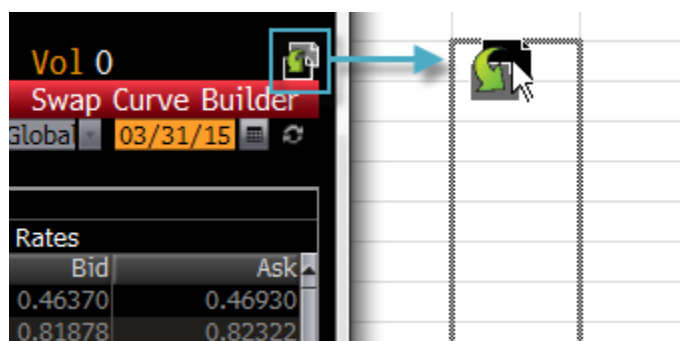 Vol 0
Swap Curve Builder
Global 03/31/15
Rates
Bid Ask
0.46370 0.46930
0.81878 0.82322